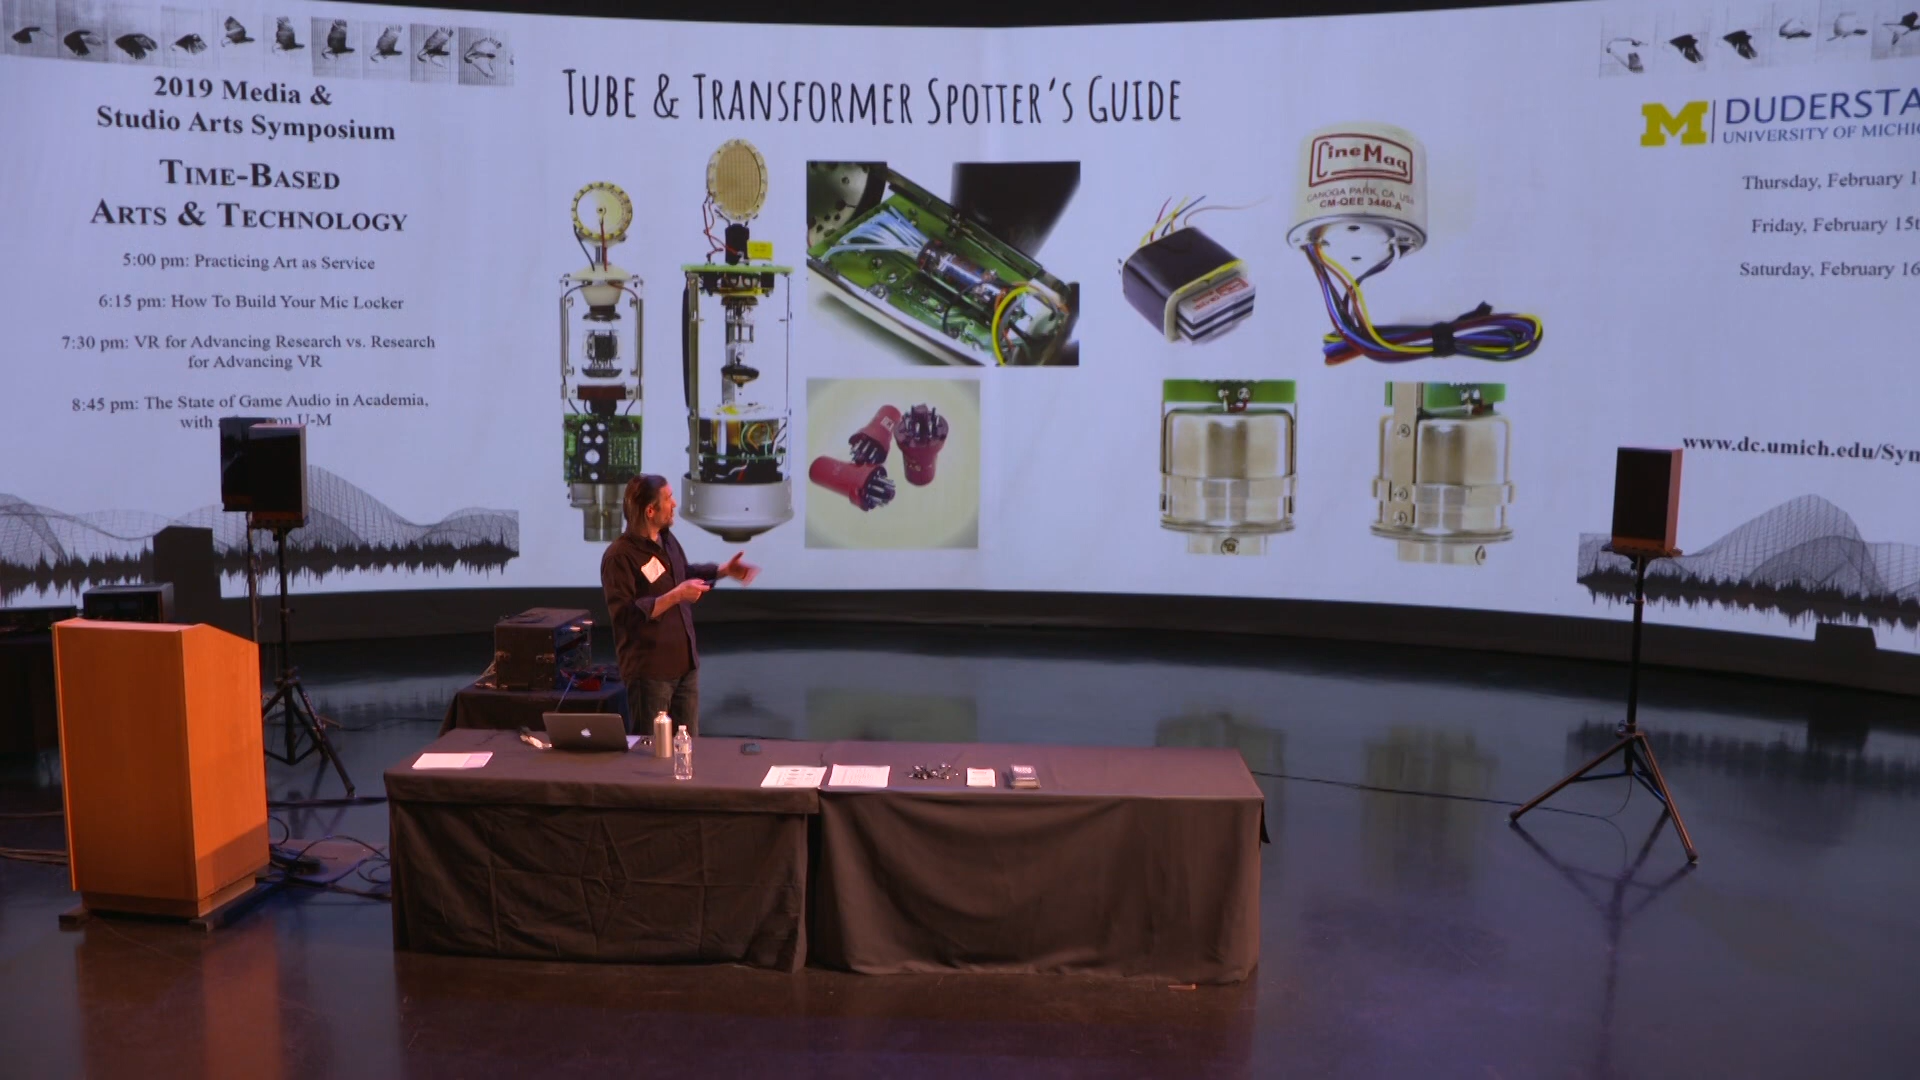 2019 Media &
Studio Arts Symposium
TIME-BASED
ARTS & TECHNOLOGY
5:00 pm: Practicing Art as Service
6:15 pm: How To Build Your Mic Locker
7:30 pm: VR for Advancing Research vs. Research
for Advancing VR
8:45 pm: The State of Game Audio in Academia,
with on U-M
TUBE & TRANSFORMER SPOTTER'S GUIDE
CineMag
CANOGA PARK, CA USA
CM-QEE 3440-A
M DUDERSTA
UNIVERSITY OF MICHI
Thursday, February 1
Friday, February 15t
Saturday, February 16
www.dc.umich.edu/Sym